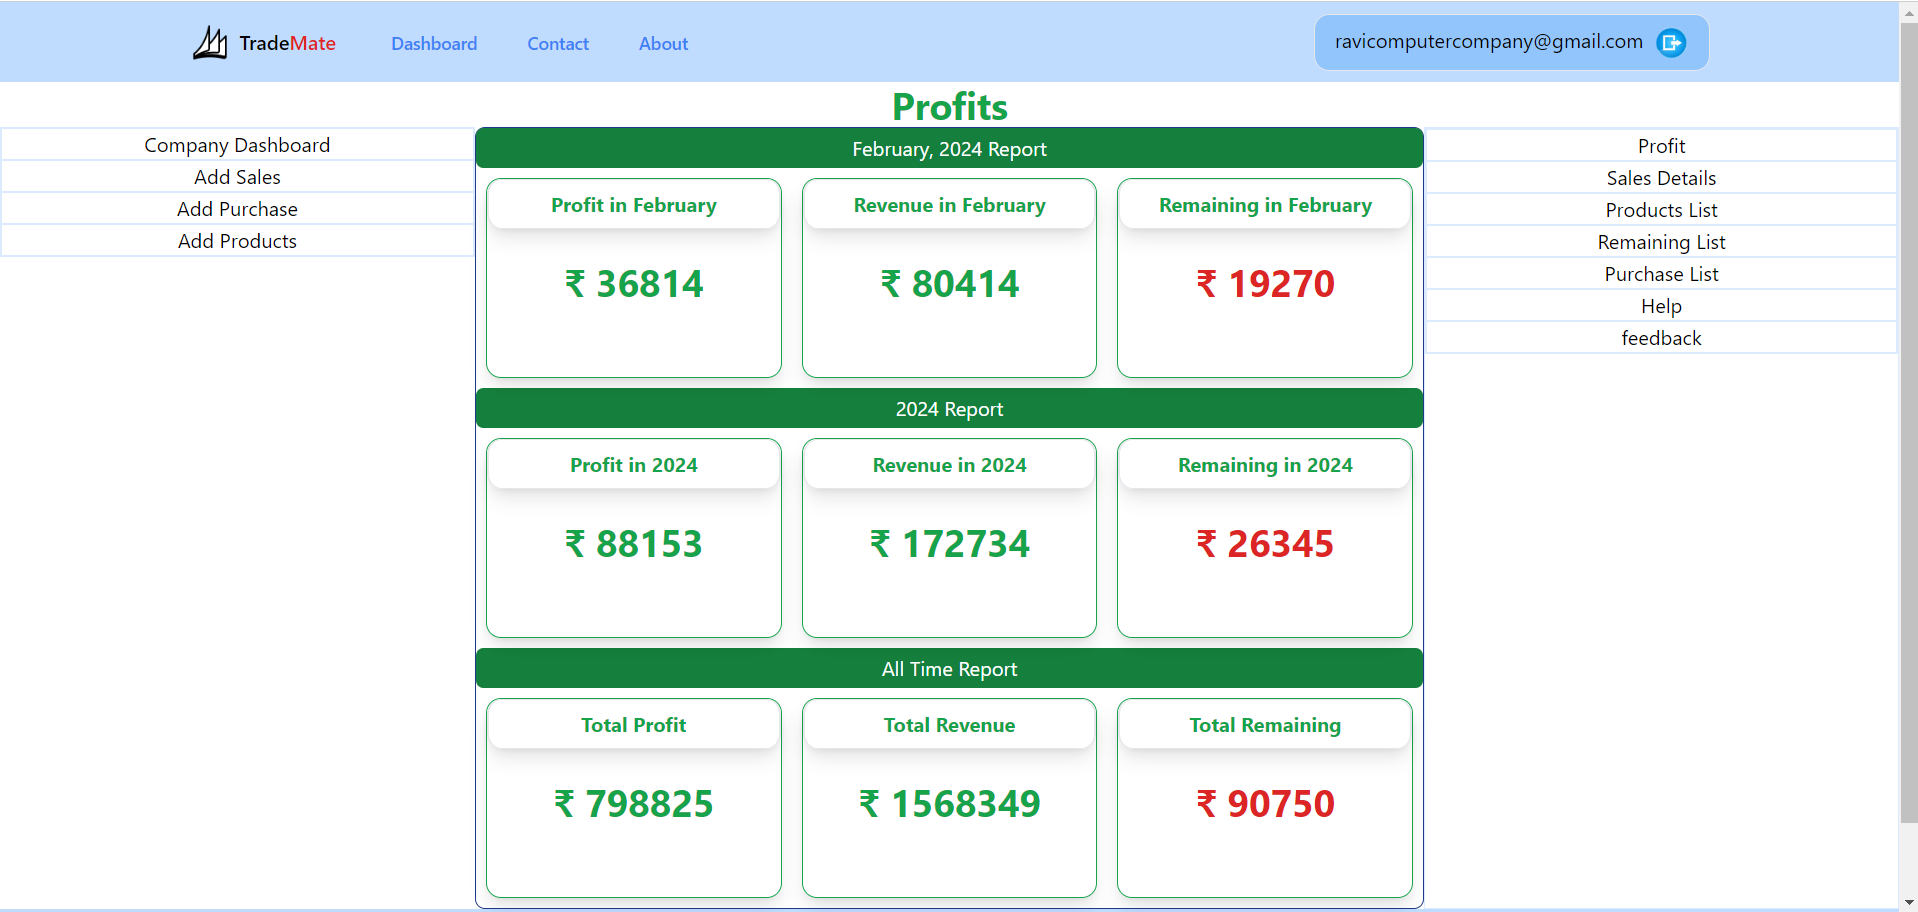 TradeMate Dashboard Contact About ravicomputercompany@gmail.com
Profits
Company Dashboard
Add Sales
Add Purchase
Add Products
February, 2024 Report
Profit in February Revenue in February Remaining in February
₹ 36814 ₹ 80414 ₹ 19270
2024 Report
Profit in 2024 Revenue in 2024 Remaining in 2024
₹ 88153 ₹ 172734 ₹ 26345
All Time Report
Total Profit Total Revenue Total Remaining
₹ 798825 ₹ 1568349 ₹ 90750
Profit
Sales Details
Products List
Remaining List
Purchase List
Help
feedback